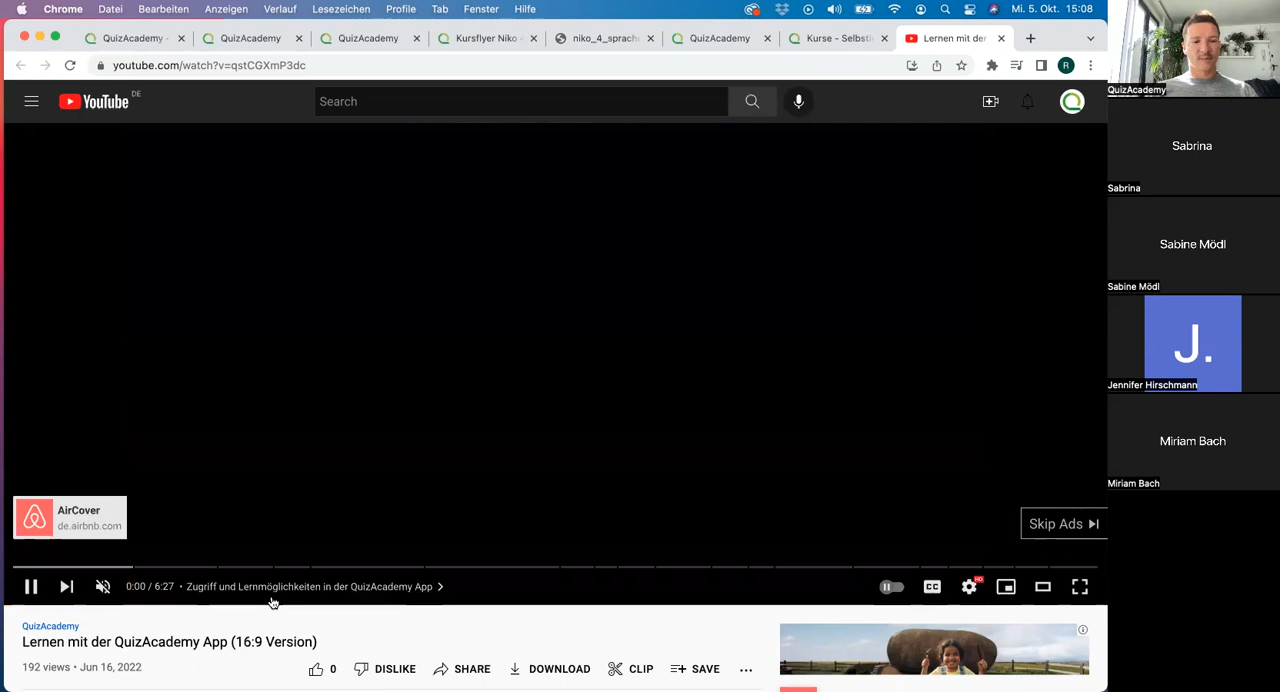 Chrome Datei Bearbeiten Anzeigen Verlauf Lesezeichen Profile Tab Fenster Hilfe Mi. 5. Okt. 15:08
QuizAcademy - QuizAcademy QuizAcademy Kursflyer Niko niko_4_sprach QuizAcademy Kurse - Selbstl Lernen mit der
youtube.com/watch?v=qstCGXmP3dc R
YouTube DE Search
AirCover
de.airbnb.com
Skip Ads
0:00 / 6:27 • Zugriff und Lernmöglichkeiten in der QuizAcademy App
CC HD
QuizAcademy
Lernen mit der QuizAcademy App (16:9 Version)
192 views • Jun 16, 2022
0 DISLIKE SHARE DOWNLOAD CLIP SAVE ...
QuizAcademy
Sabrina
Sabrina
Sabine Mödl
Sabine Mödl
J.
Jennifer Hirschmann
Miriam Bach
Miriam Bach